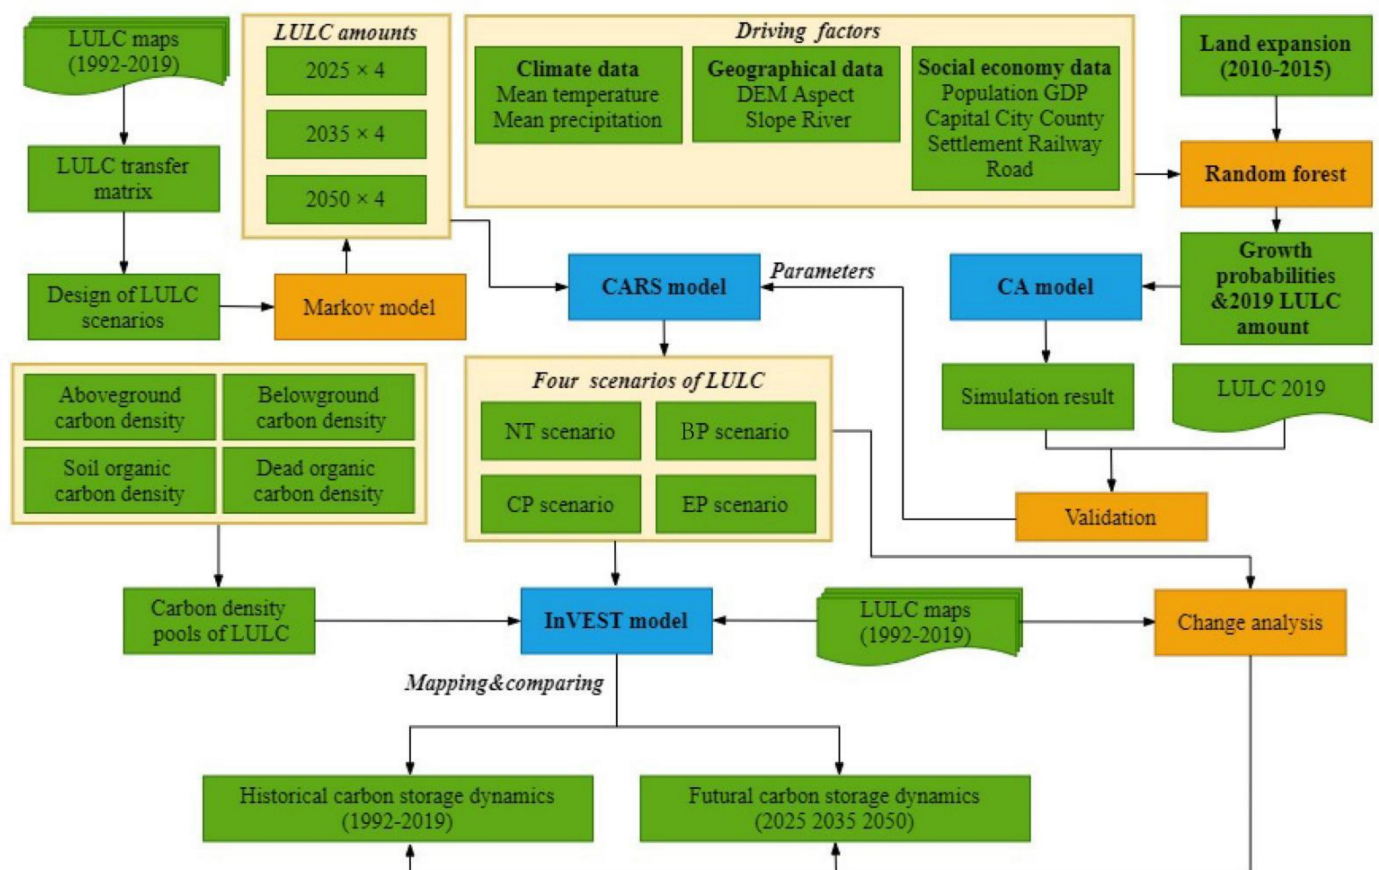 LULC maps
(1992-2019)
LULC transfer
matrix
Design of LULC
scenarios
LULC amounts
2025 × 4
2035 × 4
2050 × 4
Markov model
Driving factors
Climate data
Mean temperature
Mean precipitation
Geographical data
DEM Aspect
Slope River
Social economy data
Population GDP
Capital City County
Settlement Railway
Road
Land expansion
(2010-2015)
Random forest
Growth
probabilities
&2019 LULC
amount
CARS model
Parameters
CA model
Simulation result
LULC 2019
Validation
Four scenarios of LULC
NT scenario
BP scenario
CP scenario
EP scenario
Aboveground
carbon density
Belowground
carbon density
Soil organic
carbon density
Dead organic
carbon density
Carbon density
pools of LULC
InVEST model
LULC maps
(1992-2019)
Change analysis
Mapping&comparing
Historical carbon storage dynamics
(1992-2019)
Futural carbon storage dynamics
(2025 2035 2050)